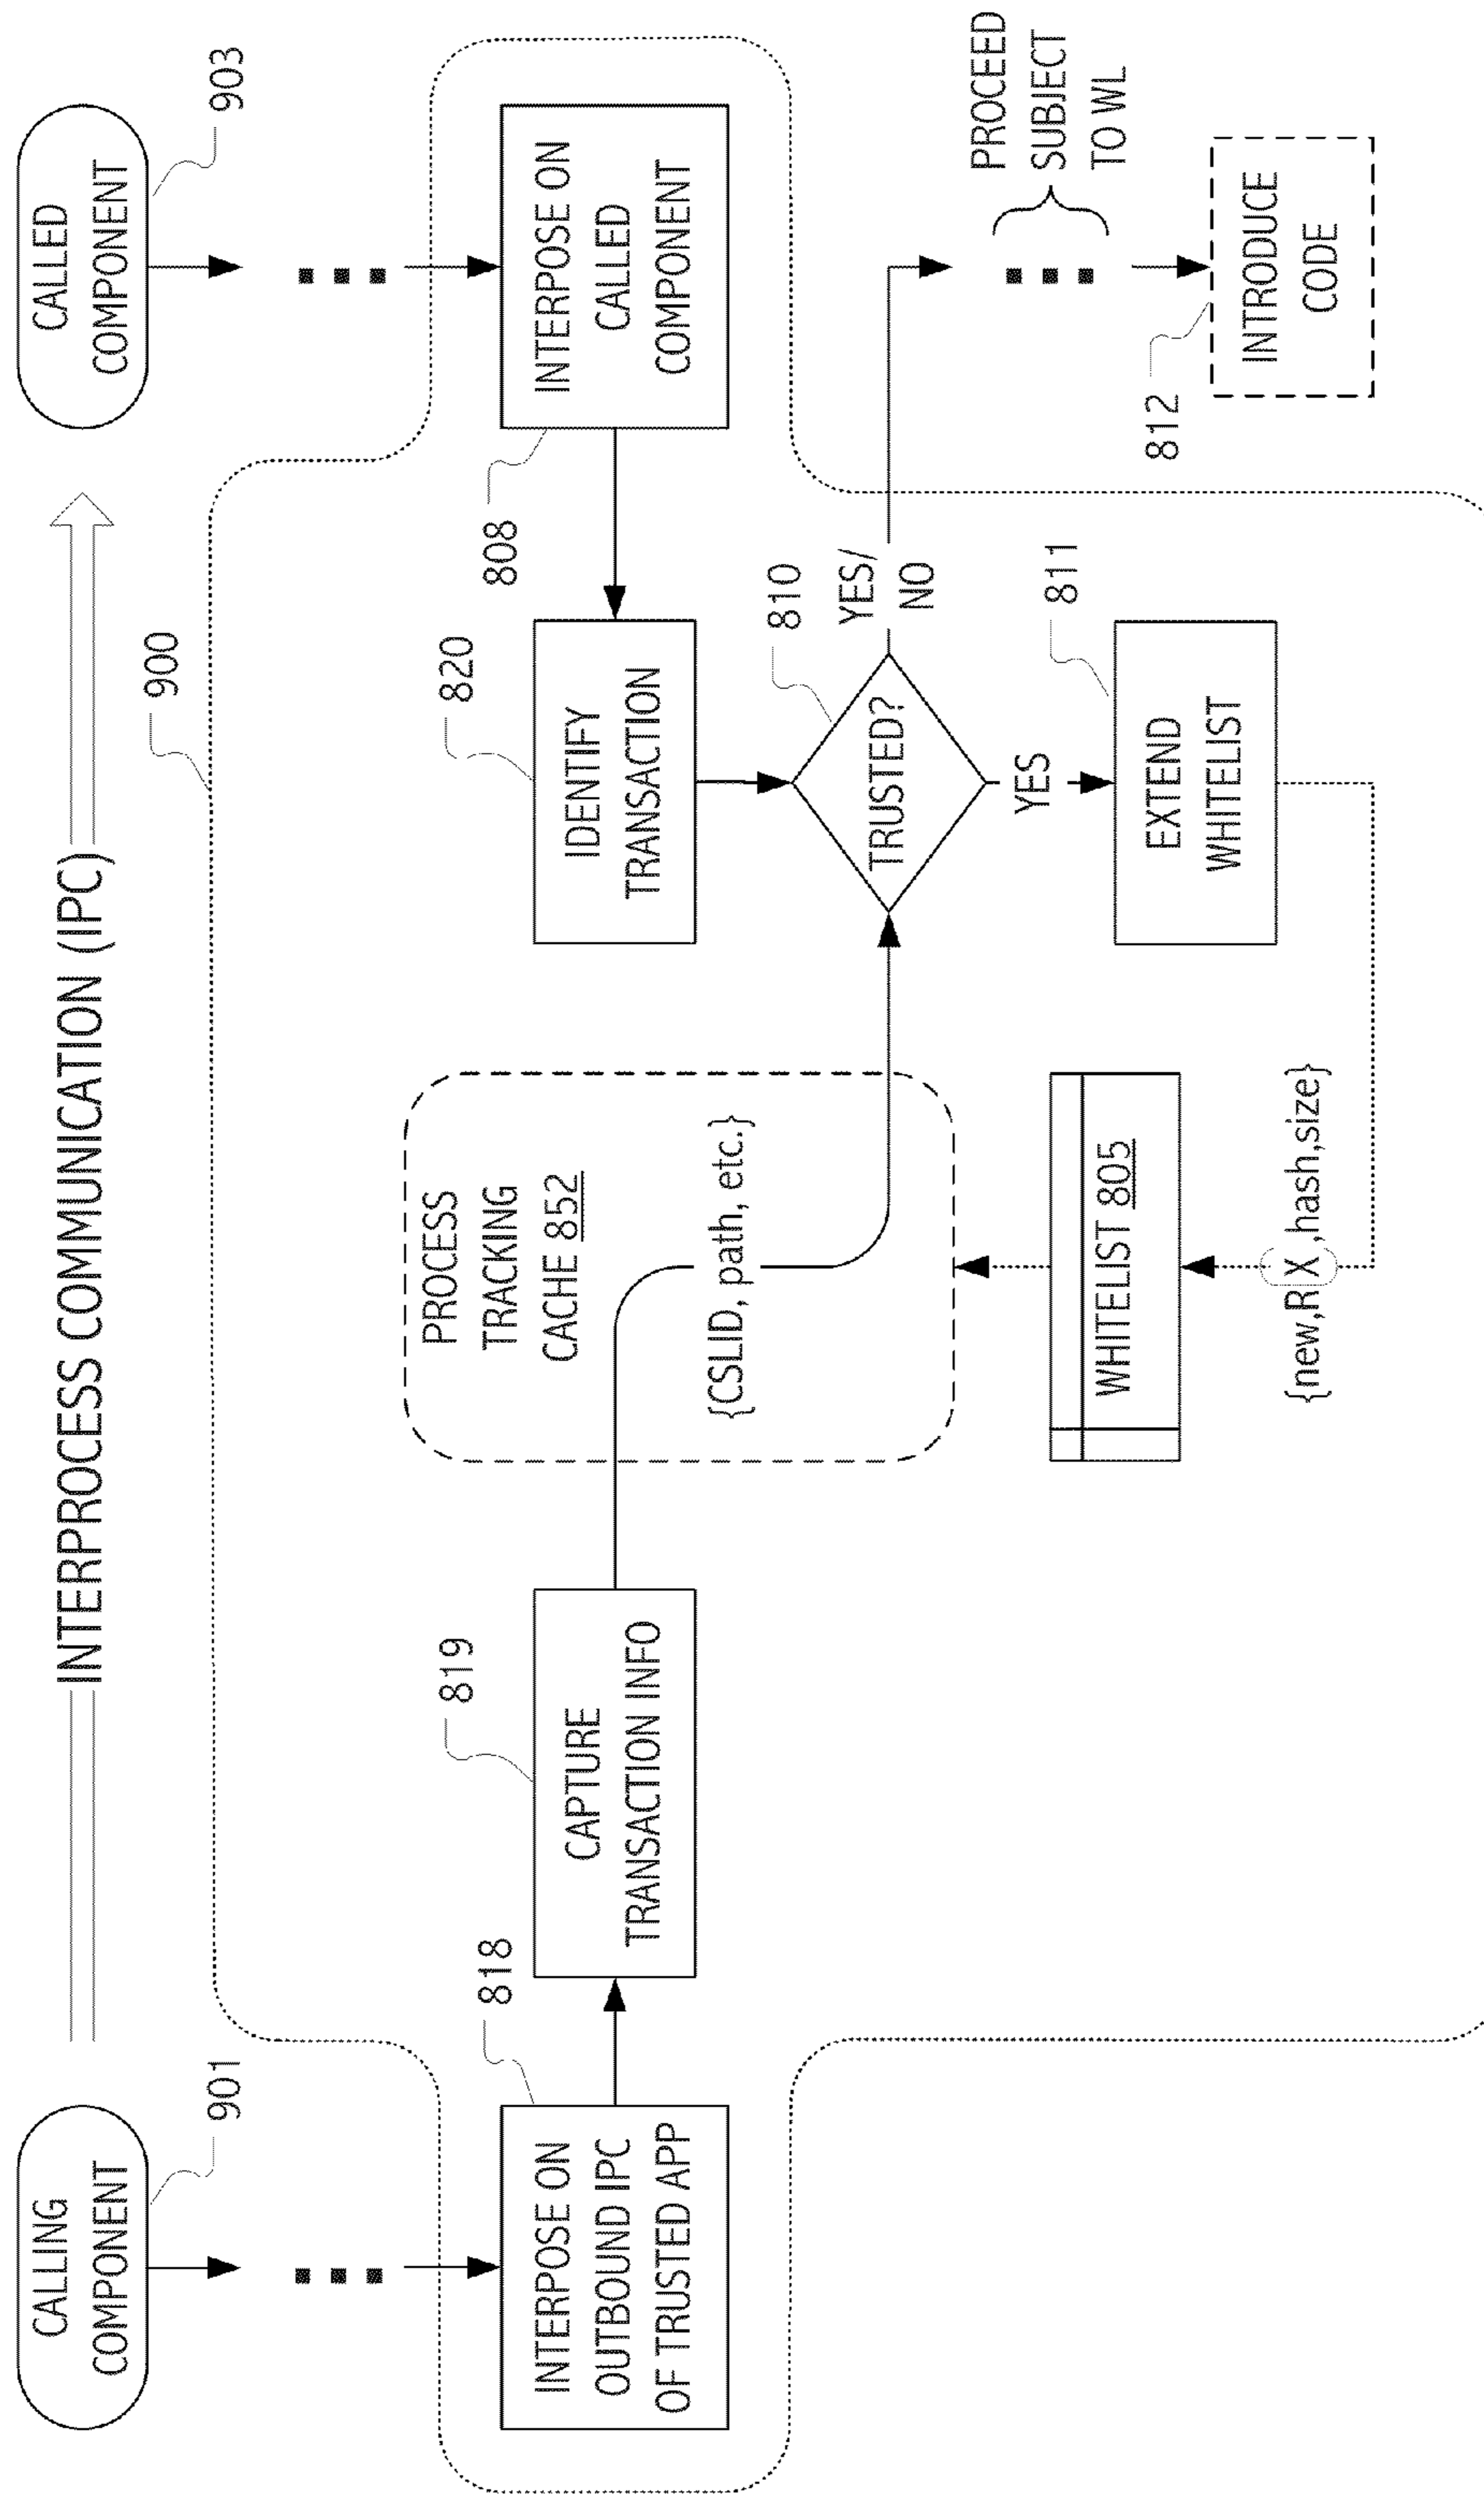 INTERPROCESS COMMUNICATION (IPC)
CALLING
COMPONENT
901
CALLED
COMPONENT
903
900
INTERPOSE ON
OUTBOUND IPC
OF TRUSTED APP
818
CAPTURE
TRANSACTION INFO
819
PROCESS
TRACKING
CACHE 852
{CSLID, path, etc.}
IDENTIFY
TRANSACTION
820
INTERPOSE ON
CALLED
COMPONENT
808
TRUSTED?
810
YES/
NO
YES
PROCEED
SUBJECT
TO WL
EXTEND
WHITELIST
811
INTRODUCE
CODE
812
WHITELIST 805
{new,R X ,hash,size}